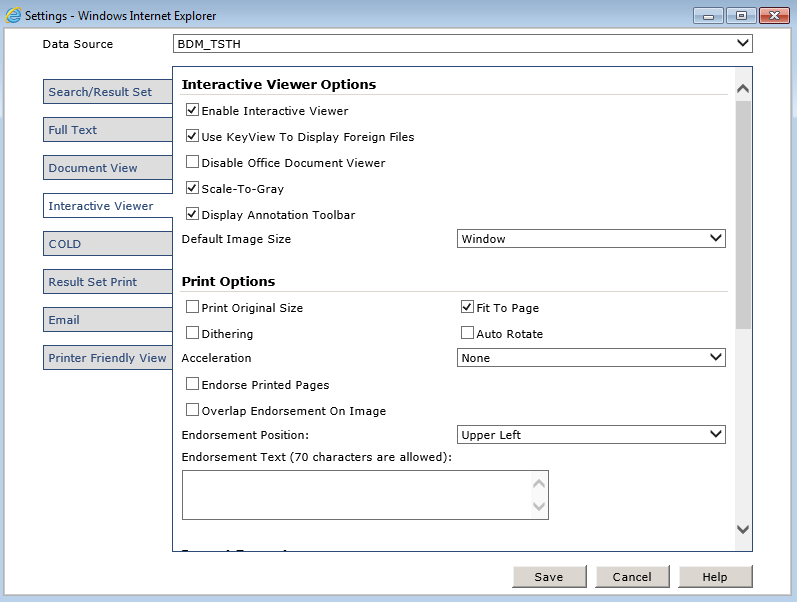 Settings - Windows Internet Explorer
Data Source
BDM_TSTH
Search/Result Set
Full Text
Document View
Interactive Viewer
COLD
Result Set Print
Email
Printer Friendly View
Interactive Viewer Options
Enable Interactive Viewer
Use KeyView To Display Foreign Files
Disable Office Document Viewer
Scale-To-Gray
Display Annotation Toolbar
Default Image Size
Window
Print Options
Print Original Size
Fit To Page
Dithering
Auto Rotate
Acceleration
None
Endorse Printed Pages
Overlap Endorsement On Image
Endorsement Position:
Upper Left
Endorsement Text (70 characters are allowed):
Save
Cancel
Help